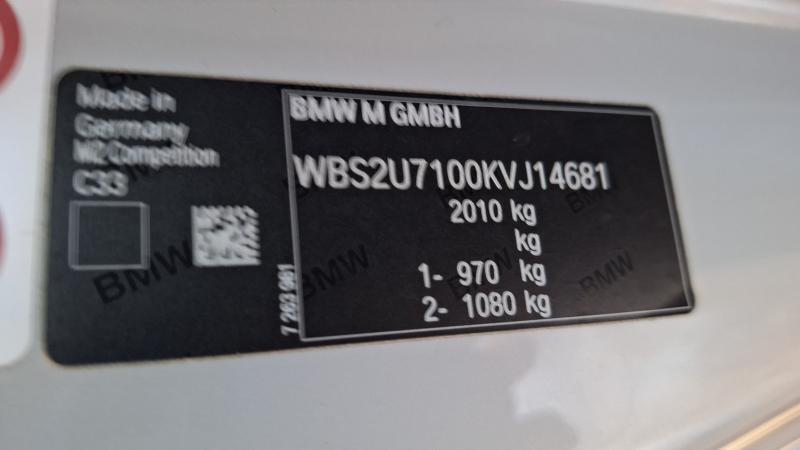 Made in
Germany
M2 Competition
C33
BMW M GMBH
WBS2U7100KVJ14681
2010 kg
kg
1- 970 kg
2- 1080 kg
7 263 961
BMW
BMW
BMW